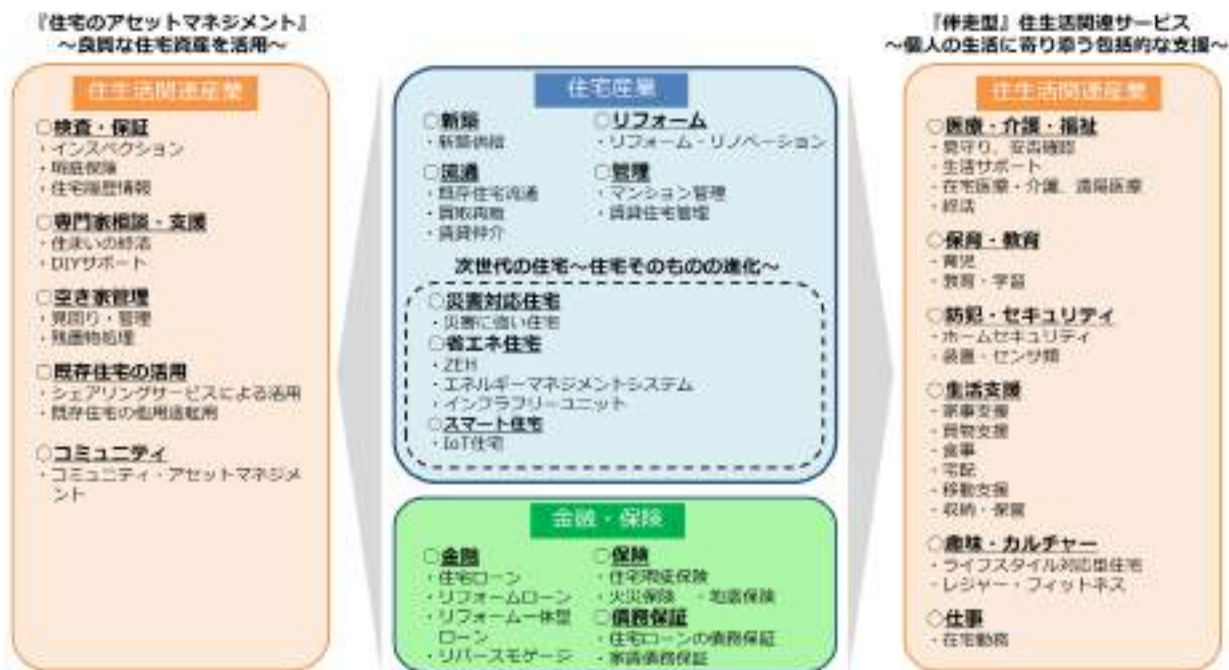 『住宅のアセットマネジメント』
～良質な住宅資産を活用～
住生活関連産業
○検査・保証
・インスペクション
・瑕疵保険
・住宅履歴情報
○専門家相談・支援
・住まいの終活
・DIYサポート
○空き家管理
・見回り・管理
・残置物処理
○既存住宅の活用
・シェアリングサービスによる活用
・既存住宅の他用途転用
○コミュニティ
・コミュニティ・アセットマネジメ
ント
住宅産業
○新築
・新築供給
○リフォーム
・リフォーム・リノベーション
○流通
・既存住宅流通
・買取再販
・賃貸仲介
○管理
・マンション管理
・賃貸住宅管理
次世代の住宅～住宅そのものの進化～
○災害対応住宅
・災害に強い住宅
○省エネ住宅
・ZEH
・エネルギーマネジメントシステム
・インフラフリーユニット
○スマート住宅
・IoT住宅
金融・保険
○金融
・住宅ローン
・リフォームローン
・リフォーム一体型
ローン
・リバースモゲージ
○保険
・住宅瑕疵保険
・火災保険　・地震保険
○債務保証
・住宅ローンの債務保証
・家賃債務保証
『伴走型』住生活関連サービス
～個人の生活に寄り添う包括的な支援～
住生活関連産業
○医療・介護・福祉
・見守り、安否確認
・生活サポート
・在宅医療・介護、遠隔医療
・終活
○保育・教育
・育児
・教育・学習
○防犯・セキュリティ
・ホームセキュリティ
・装置・センサ類
○生活支援
・家事支援
・買物支援
・食事
・宅配
・移動支援
・収納・保管
○趣味・カルチャー
・ライフスタイル対応型住宅
・レジャー・フィットネス
○仕事
・在宅勤務